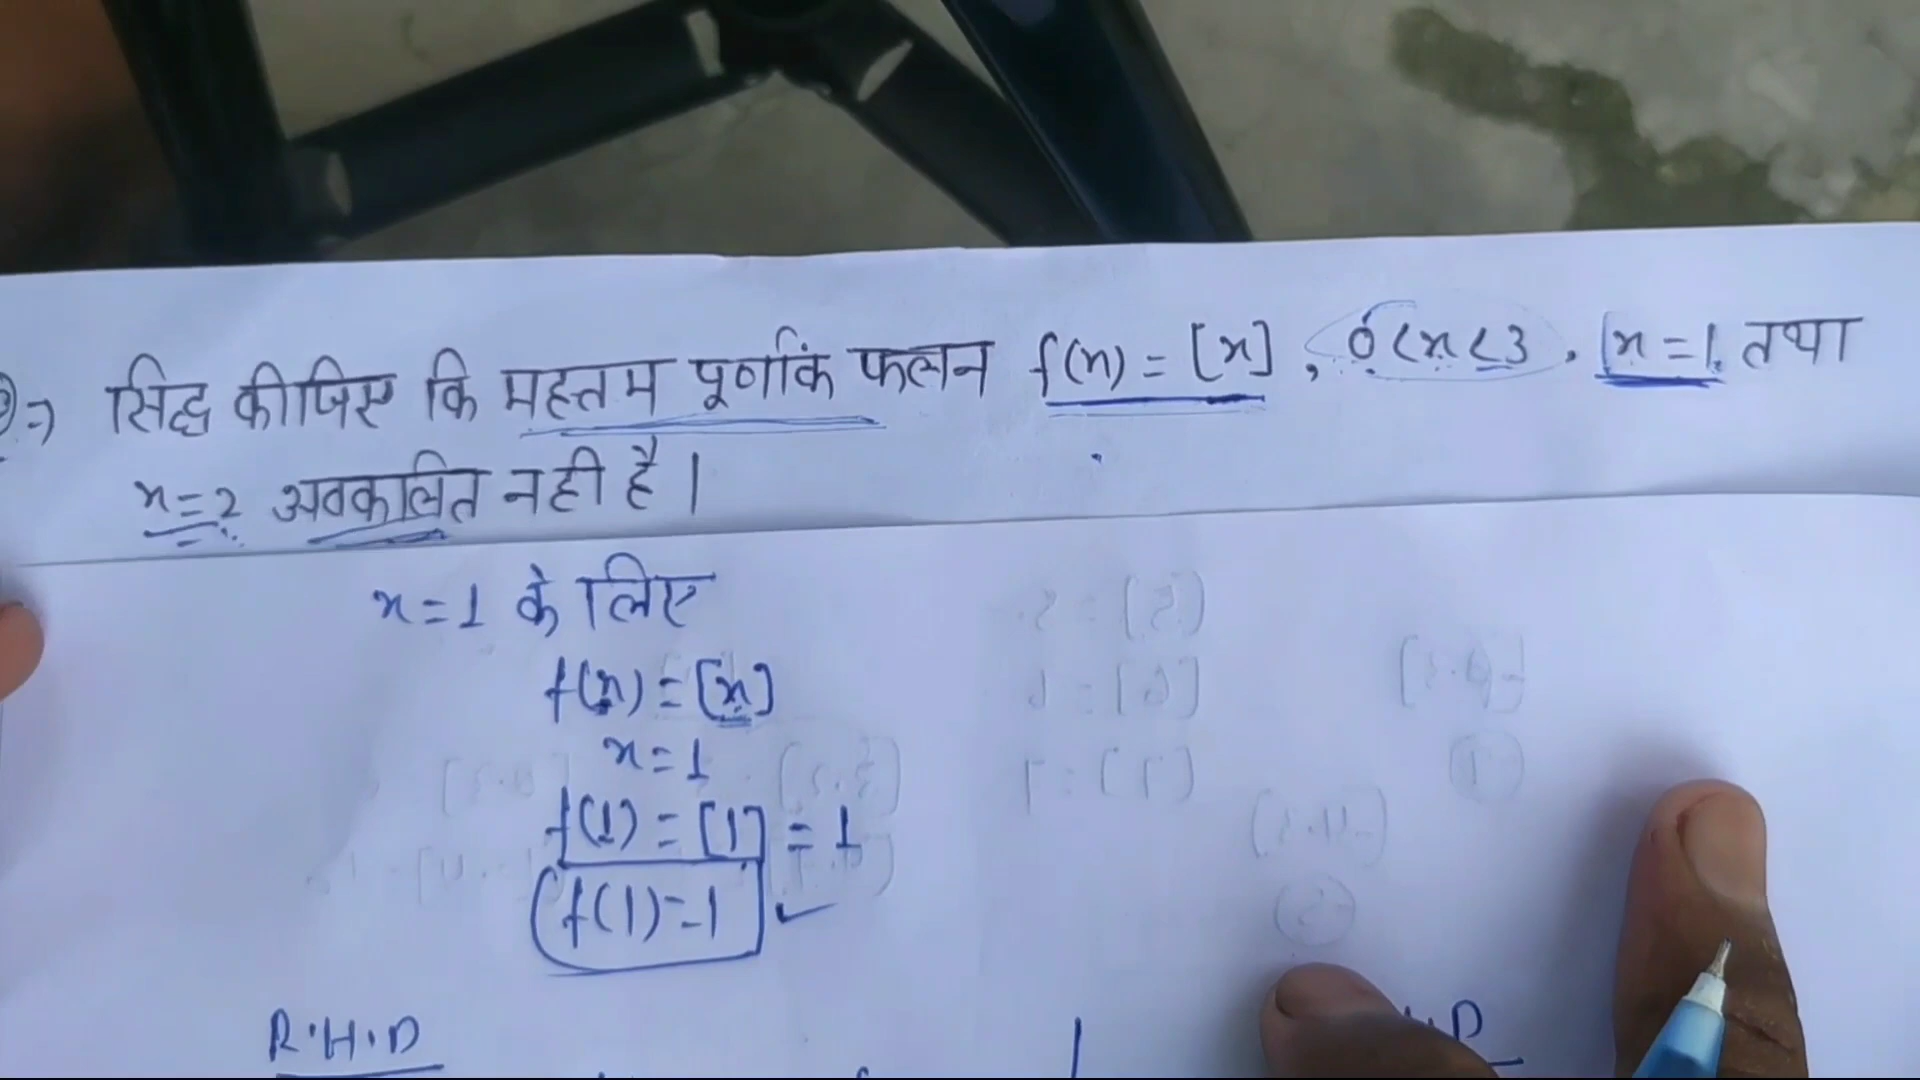 सिद्ध कीजिए कि महत्तम पूर्णांक फलन f(x) = [x], 0<x<3, x=1 तथा
x=2 अवकलित नही है।
x=1 के लिए
f(x) = [x]
x=1
f(1) = [1] = 1
f(1)=1
R.H.D
H.D